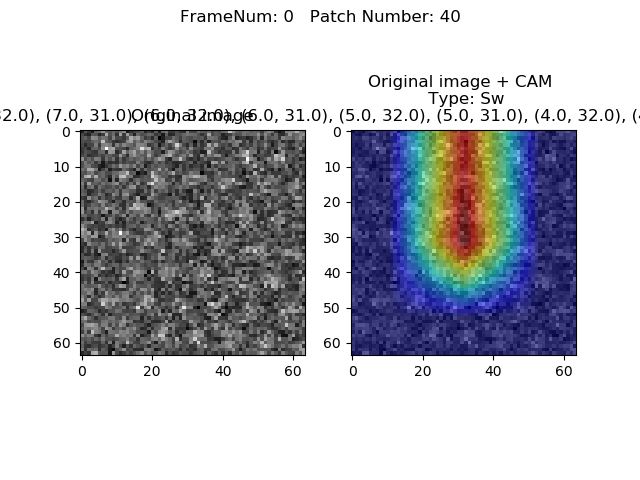 FrameNum: 0   Patch Number: 40
Original image + CAM
Type: Sw
32.0), (7.0, 31.0), (6.0, 32.0), (6.0, 31.0), (5.0, 32.0), (5.0, 31.0), (4.0, 32.0), (4
Original image
0
10
20
30
40
50
60
0 20 40 60
0
10
20
30
40
50
60
0 20 40 60